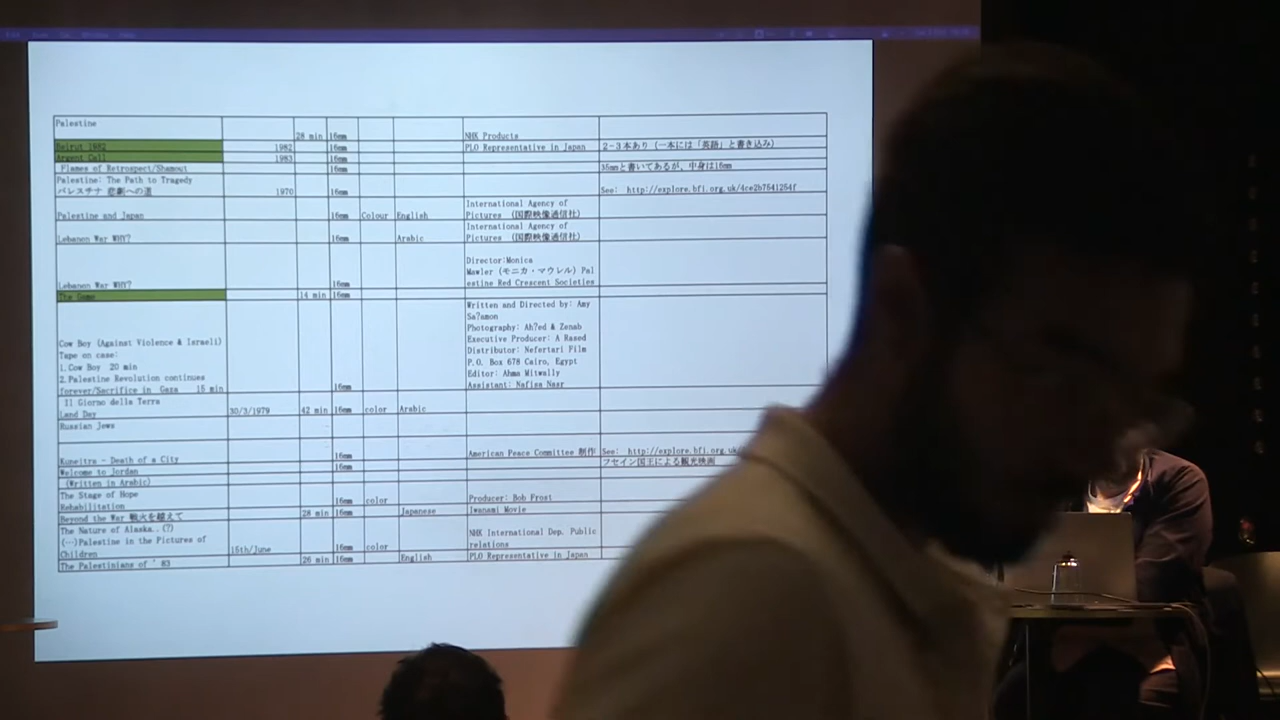 Palestine
28 min 16mm NHK Products
Beirut 1982 1982 16mm PLO Representative in Japan 2-3本あり (一本には「英語」と書き込み)
Argent Call 1983 16mm
Flames of Retrospect/Shamout 16mm 35mmと書いてあるが、中身は16mm
Palestine: The Path to Tragedy
パレスチナ 悲劇への道 1970 16mm See: http://explore.bfi.org.uk/4ce2b7541254f
International Agency of
Palestine and Japan 16mm Colour English Pictures (国際映像通信社)
International Agency of
Lebanen War WHY? 16mm Arabic Pictures (国際映像通信社)
Director:Monica
Mawler (モニカ・マウレル) Pal
Lebanen War WHY? 16mm estine Red Crescent Societies
The Game 14 min 16mm
Written and Directed by: Amy
Sa?amon
Photography: Ah?ed & Zenab
Cow Boy (Against Violence & Israeli) Executive Producer: A Rased
Tape on case: Distributor: Nefertari Film
1.Cow Boy 20 min P.O. Box 678 Cairo, Egypt
2.Palestine Revolution continues Editor: Ahma Mitwally
forever/Sacrifice in Gaza 15 min 16mm Assistant: Nafisa Nasr
Il Giorno della Terra
Land Day 30/3/1979 42 min 16mm color Arabic
Russian Jews
Kuneitra - Death of a City 16mm American Peace Committee 制作 See: http://explore.bfi.org.uk
Welcome to Jordan 16mm フセイン国王による観光映画
(Written in Arabic)
The Stage of Hope
Rehabilitation 16mm color Producer: Bob Frost
Beyond the War 戦火を越えて 28 min 16mm Japanese Iwanami Movie
The Nature of Alaska..(?)
(…)Palestine in the Pictures of NHK International Dep. Public
Children 15th/June 16mm color relations
The Palestinians of '83 26 min 16mm English PLO Representative in Japan